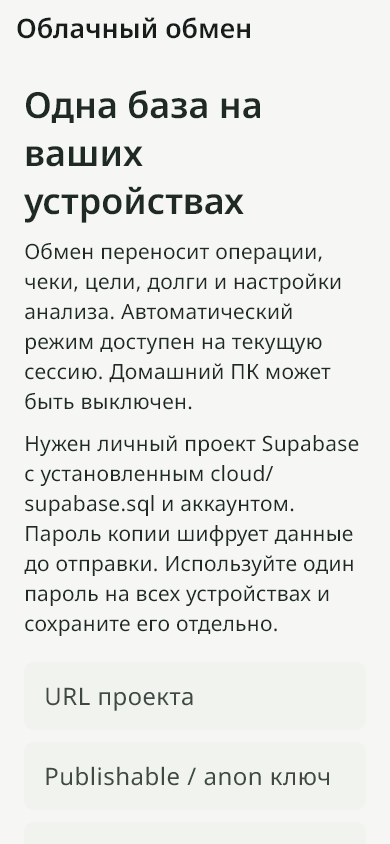 Облачный обмен
Одна база на
ваших
устройствах
Обмен переносит операции,
чеки, цели, долги и настройки
анализа. Автоматический
режим доступен на текущую
сессию. Домашний ПК может
быть выключен.
Нужен личный проект Supabase
с установленным cloud/
supabase.sql и аккаунтом.
Пароль копии шифрует данные
до отправки. Используйте один
пароль на всех устройствах и
сохраните его отдельно.
URL проекта
Publishable / anon ключ